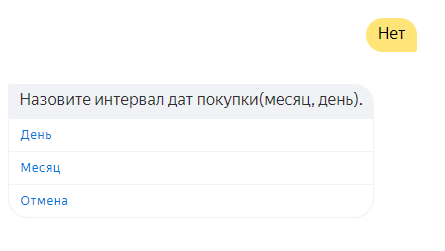 Нет
Назовите интервал дат покупки(месяц, день).
День
Месяц
Отмена